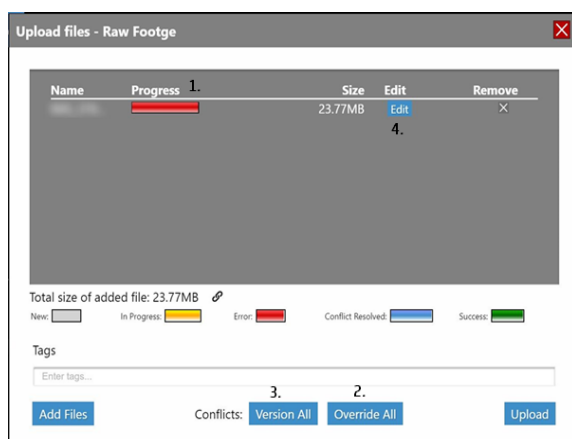 Upload files - Raw Footge
Name Progress 1. Size Edit Remove
23.77MB Edit
4.
Total size of added file: 23.77MB
New: In Progress: Error: Conflict Resolved: Success:
Tags
Enter tags...
3. 2.
Add Files Conflicts: Version All Override All Upload